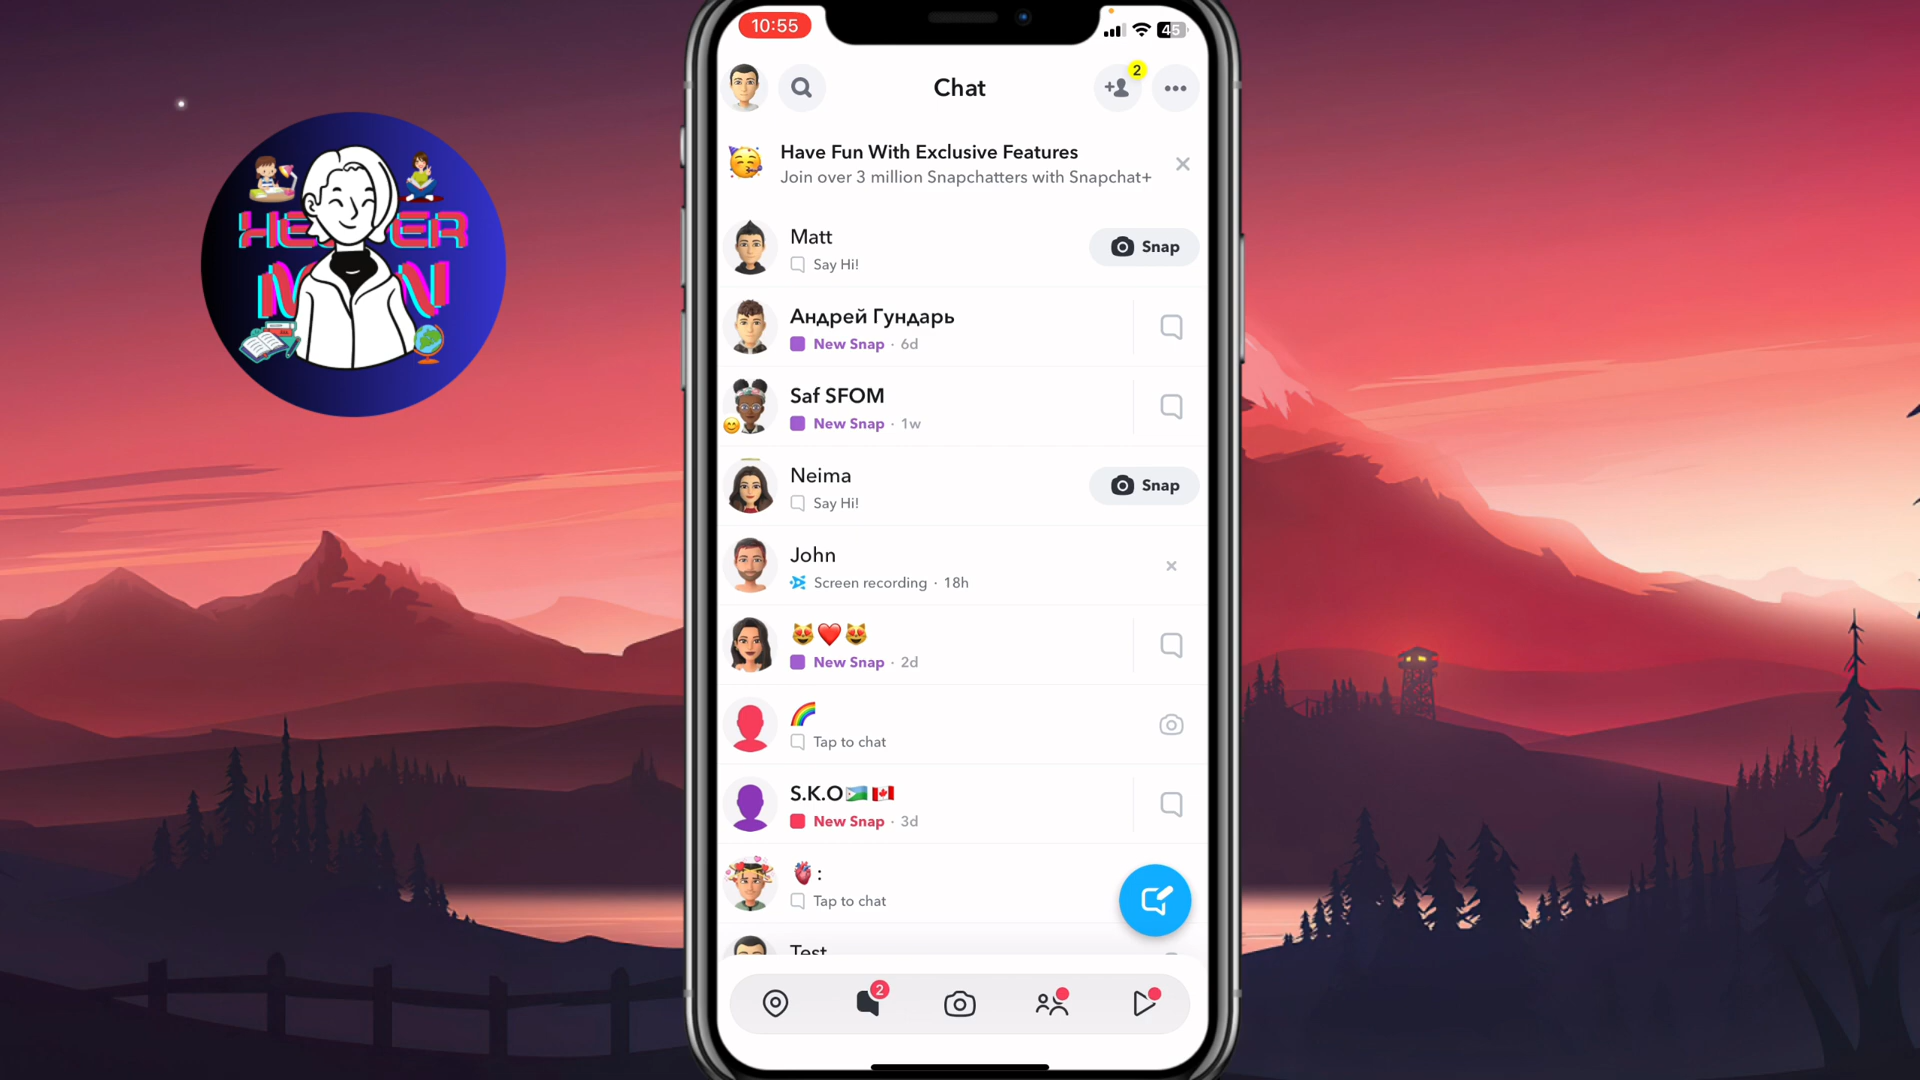 10:55
45
Chat
2
Have Fun With Exclusive Features
Join over 3 million Snapchatters with Snapchat+
Matt
Say Hi!
Snap
Андрей Гундарь
New Snap · 6d
Saf SFOM
New Snap · 1w
Neima
Say Hi!
Snap
John
Screen recording · 18h
😻❤️😻
New Snap · 2d
🌈
Tap to chat
S.K.O🇩🇯🇨🇦
New Snap · 3d
🫀 :
Tap to chat
Test
2